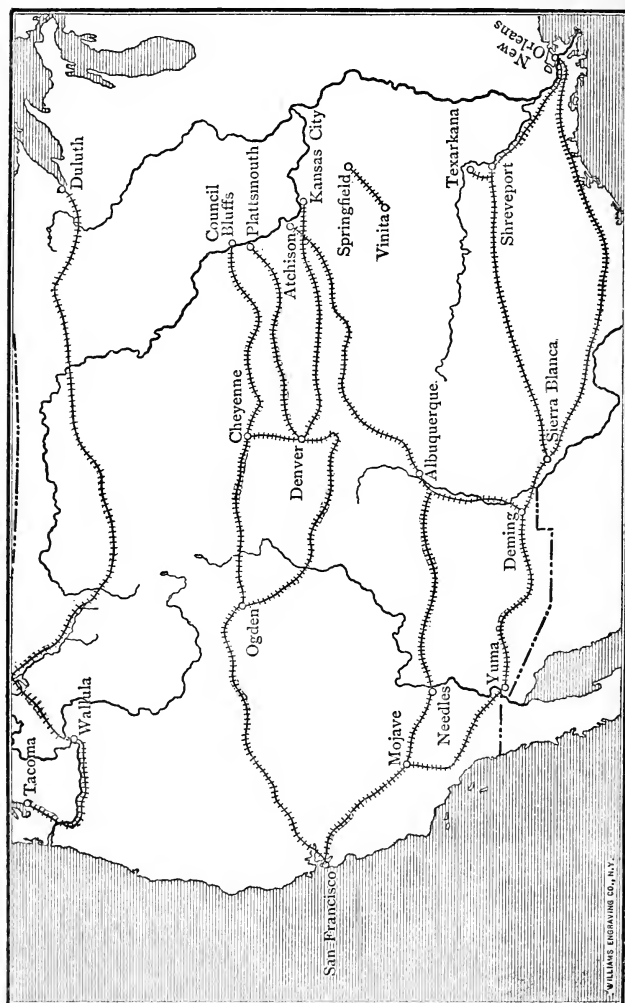 Duluth
Tacoma
Wallula
Council
Bluffs
Plattsmouth
Cheyenne
Ogden
Denver
Atchison
Kansas City
Springfield
Vinita
San=Francisco
Mojave
Needles
Albuquerque.
Yuma
Deming
Sierra Blanca
Texarkana
Shreveport
New
Orleans
WILLIAMS ENGRAVING CO., N.Y.